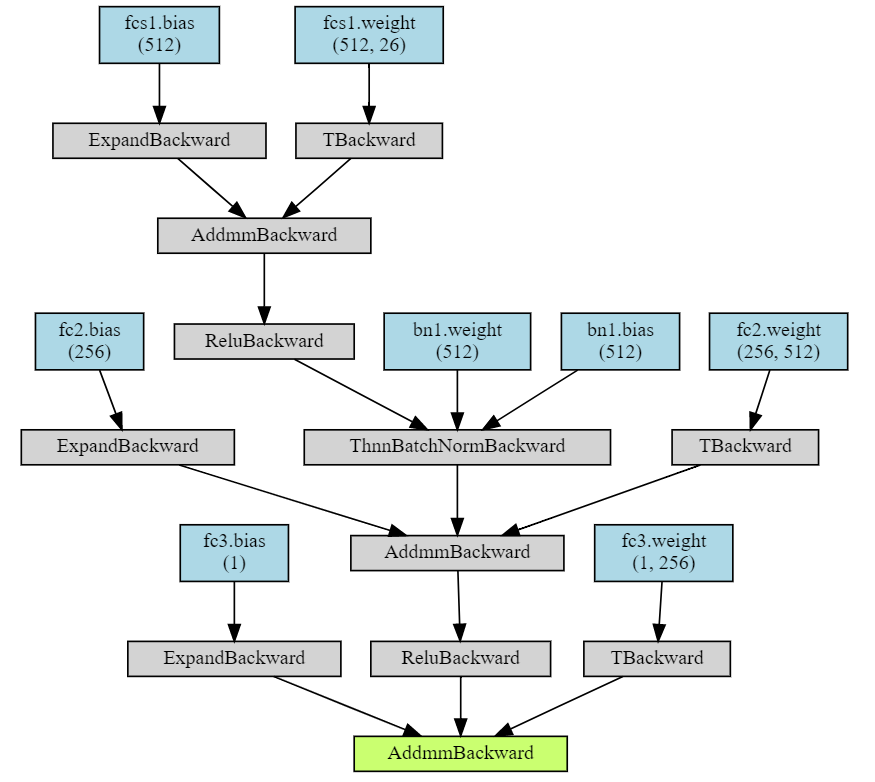 fcs1.bias
(512)
fcs1.weight
(512, 26)
ExpandBackward
TBackward
AddmmBackward
fc2.bias
(256)
ReluBackward
bn1.weight
(512)
bn1.bias
(512)
fc2.weight
(256, 512)
ExpandBackward
ThnnBatchNormBackward
TBackward
fc3.bias
(1)
AddmmBackward
fc3.weight
(1, 256)
ExpandBackward
ReluBackward
TBackward
AddmmBackward